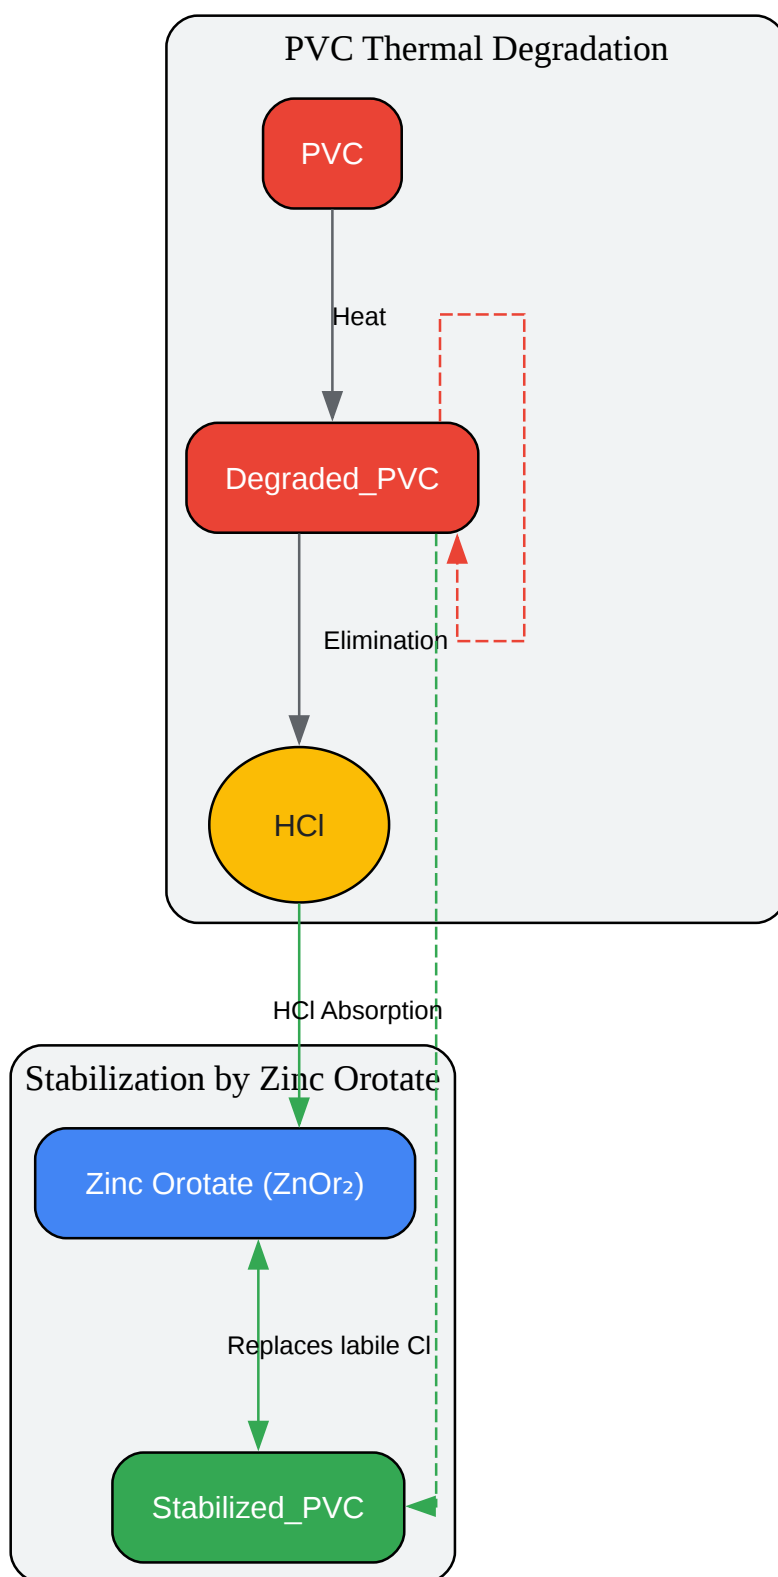 PVC Thermal Degradation
PVC
Heat
Degraded_PVC
Elimination
HCl
HCl Absorption
Stabilization by Zinc Orotate
Zinc Orotate (ZnOr₂)
Replaces labile Cl
Stabilized_PVC